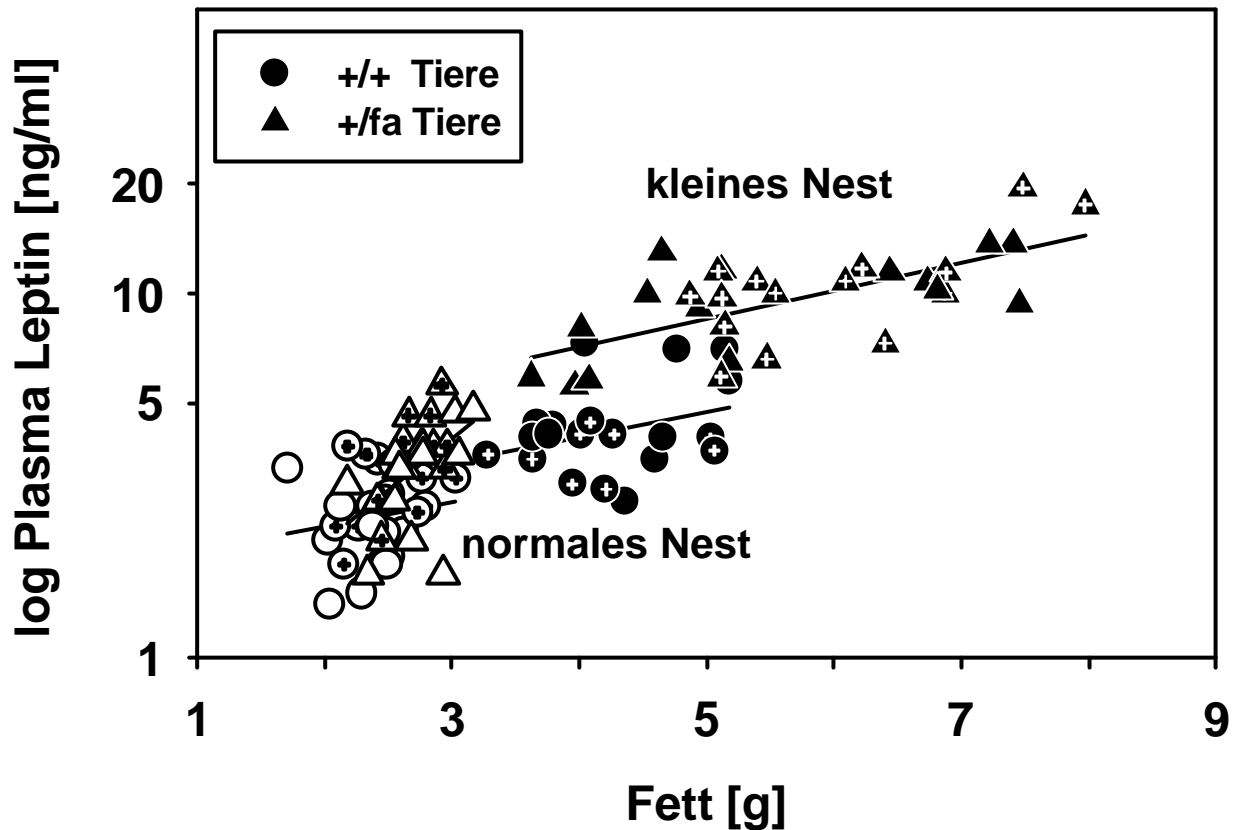 +/+ Tiere
+/fa Tiere
kleines Nest
normales Nest
log Plasma Leptin [ng/ml]
20
10
5
1
1 3 5 7 9
Fett [g]